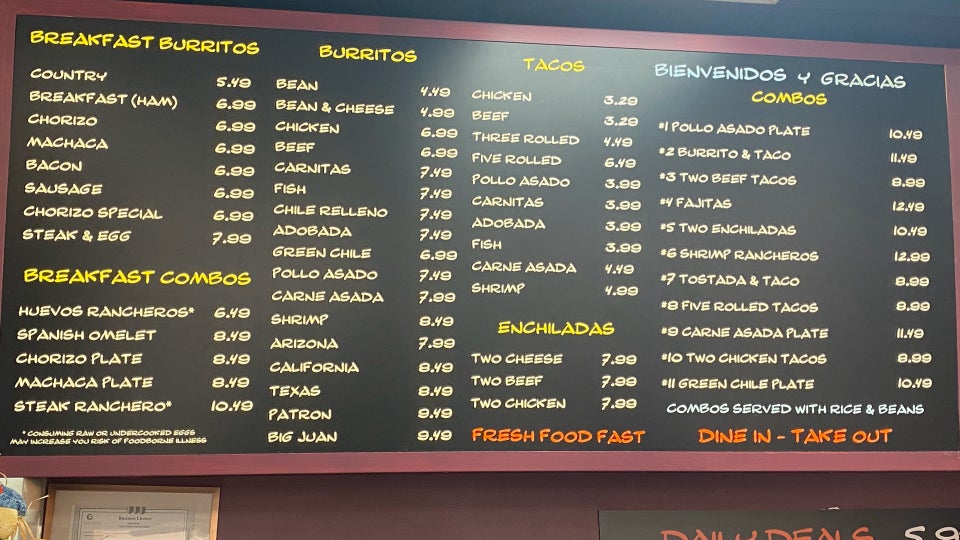 BREAKFAST BURRITOS
COUNTRY 5.49
BREAKFAST (HAM) 6.99
CHORIZO 6.99
MACHACA 6.99
BACON 6.99
SAUSAGE 6.99
CHORIZO SPECIAL 6.99
STEAK & EGG 7.99
BREAKFAST COMBOS
HUEVOS RANCHEROS* 6.49
SPANISH OMELET 8.49
CHORIZO PLATE 8.49
MACHACA PLATE 8.49
STEAK RANCHERO* 10.49
* CONSUMING RAW OR UNDERCOOKED EGGS
MAY INCREASE YOU RISK OF FOODBORNE ILLNESS
BURRITOS
BEAN 4.49
BEAN & CHEESE 4.99
CHICKEN 6.99
BEEF 6.99
CARNITAS 7.49
FISH 7.49
CHILE RELLENO 7.49
ADOBADA 7.49
GREEN CHILE 6.99
POLLO ASADO 7.49
CARNE ASADA 7.99
SHRIMP 8.49
ARIZONA 7.99
CALIFORNIA 8.49
TEXAS 8.49
PATRON 9.49
BIG JUAN 9.49
TACOS
CHICKEN 3.29
BEEF 3.29
THREE ROLLED 4.49
FIVE ROLLED 6.49
POLLO ASADO 3.99
CARNITAS 3.99
ADOBADA 3.99
FISH 3.99
CARNE ASADA 4.49
SHRIMP 4.99
ENCHILADAS
TWO CHEESE 7.99
TWO BEEF 7.99
TWO CHICKEN 7.99
FRESH FOOD FAST
BIENVENIDOS Y GRACIAS
COMBOS
#1 POLLO ASADO PLATE 10.49
#2 BURRITO & TACO 11.49
#3 TWO BEEF TACOS 8.99
#4 FAJITAS 12.49
#5 TWO ENCHILADAS 10.49
#6 SHRIMP RANCHEROS 12.99
#7 TOSTADA & TACO 8.99
#8 FIVE ROLLED TACOS 8.99
#9 CARNE ASADA PLATE 11.49
#10 TWO CHICKEN TACOS 8.99
#11 GREEN CHILE PLATE 10.49
COMBOS SERVED WITH RICE & BEANS
DINE IN - TAKE OUT
Business License
DAILY DEALS 5.9